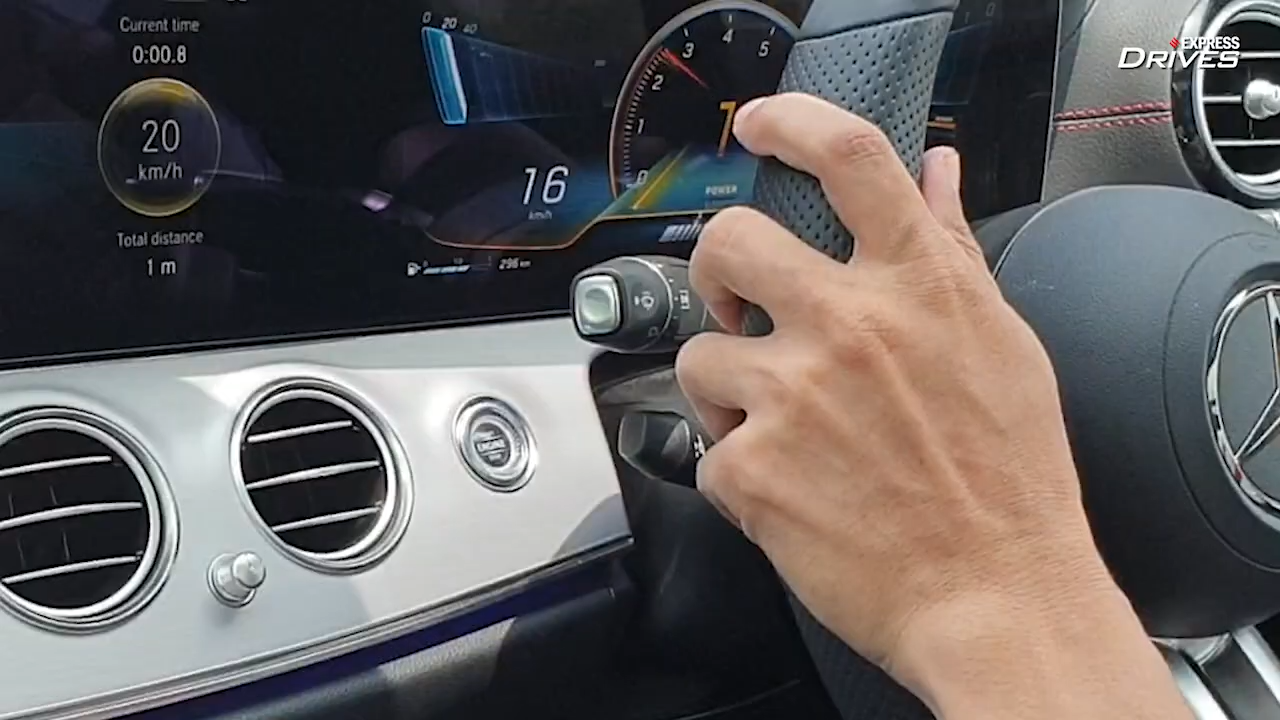 Current time
0:00.8
20
km/h
Total distance
1 m
0 20 40
16
km/h
0 1 2 3 4 5
7
POWER
296 km
EXPRESS
DRIVES